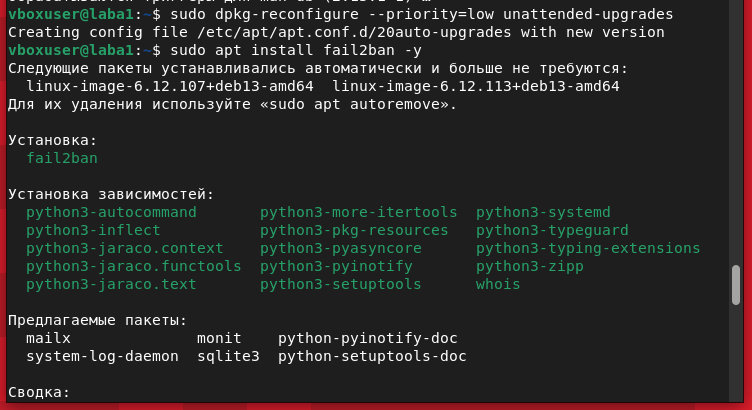 vboxuser@laba1:~$ sudo dpkg-reconfigure --priority=low unattended-upgrades
Creating config file /etc/apt/apt.conf.d/20auto-upgrades with new version
vboxuser@laba1:~$ sudo apt install fail2ban -y
Следующие пакеты устанавливались автоматически и больше не требуются:
  linux-image-6.12.107+deb13-amd64  linux-image-6.12.113+deb13-amd64
Для их удаления используйте «sudo apt autoremove».

Установка:
  fail2ban

Установка зависимостей:
  python3-autocommand       python3-more-itertools  python3-systemd
  python3-inflect           python3-pkg-resources   python3-typeguard
  python3-jaraco.context    python3-pyasyncore      python3-typing-extensions
  python3-jaraco.functools  python3-pyinotify       python3-zipp
  python3-jaraco.text       python3-setuptools      whois

Предлагаемые пакеты:
  mailx              monit    python-pyinotify-doc
  system-log-daemon  sqlite3  python-setuptools-doc

Сводка: